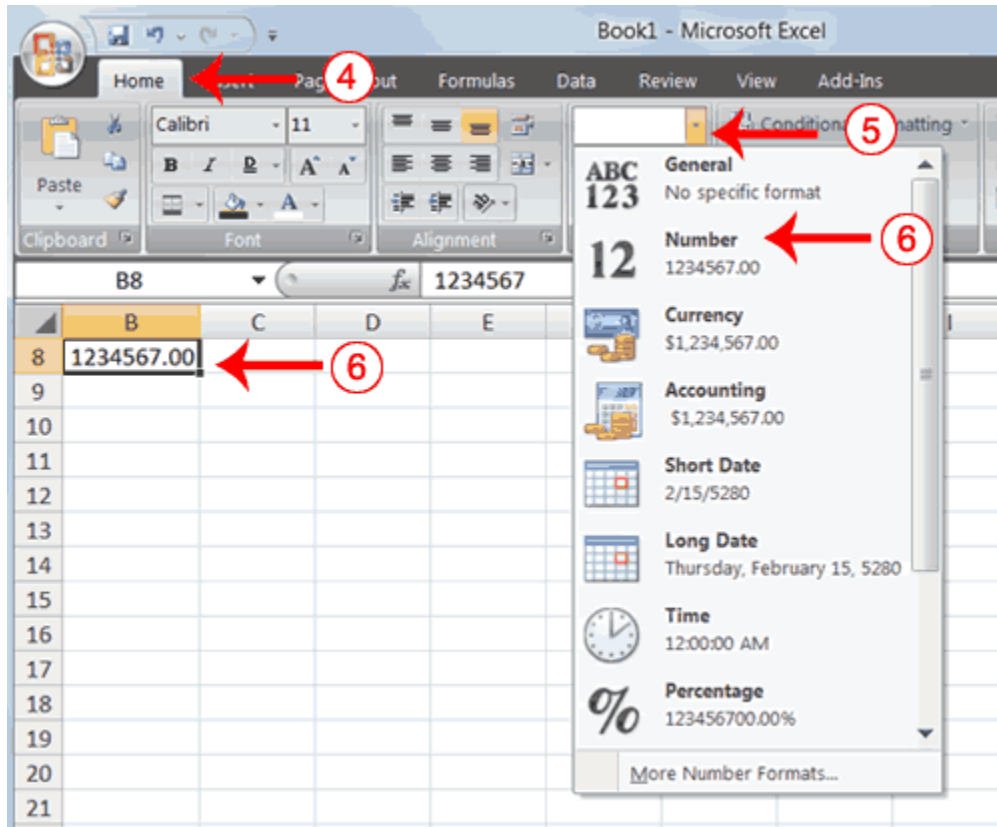 Book1 - Microsoft Excel
Home Formulas Data Review View Add-Ins
4
Calibri 11
5
Paste
B I D A A A
Clipboard Font Alignment
ABC 123 General
No specific format
12 Number 6
1234567.00
Currency
$1,234,567.00
Accounting
$1,234,567.00
Short Date
2/15/5280
Long Date
Thursday, February 15, 5280
Time
12:00:00 AM
% Percentage
123456700.00%
More Number Formats...
B8 fx 1234567
B C D E I
8 1234567.00 6
9
10
11
12
13
14
15
16
17
18
19
20
21